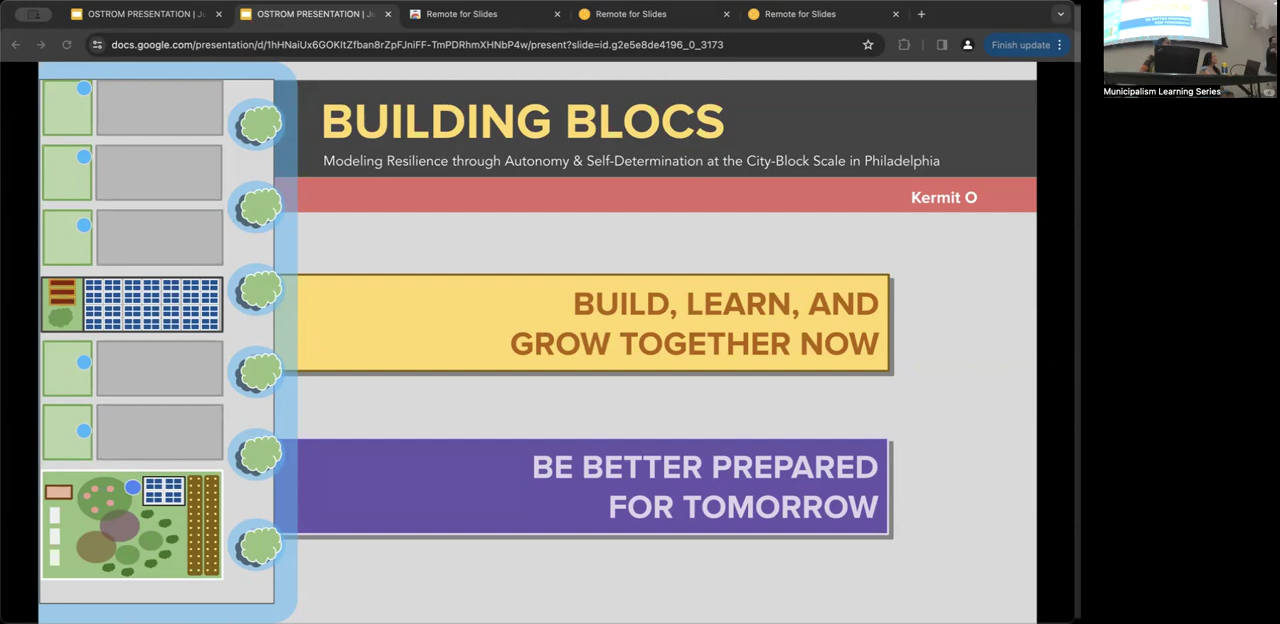 OSTROM PRESENTATION | Ju
OSTROM PRESENTATION | Ju
Remote for Slides
Remote for Slides
Remote for Slides
docs.google.com/presentation/d/1hHNaiUx6GOKItZfban8rZpFJniFF-TmPDRhmXHNbP4w/present?slide=id.g2e5e8de4196_0_3173
Finish update
BUILDING BLOCS
Modeling Resilience through Autonomy & Self-Determination at the City-Block Scale in Philadelphia
Kermit O
BUILD, LEARN, AND
GROW TOGETHER NOW
BE BETTER PREPARED
FOR TOMORROW
BE BETTER PREPARED
Municipalism Learning Series